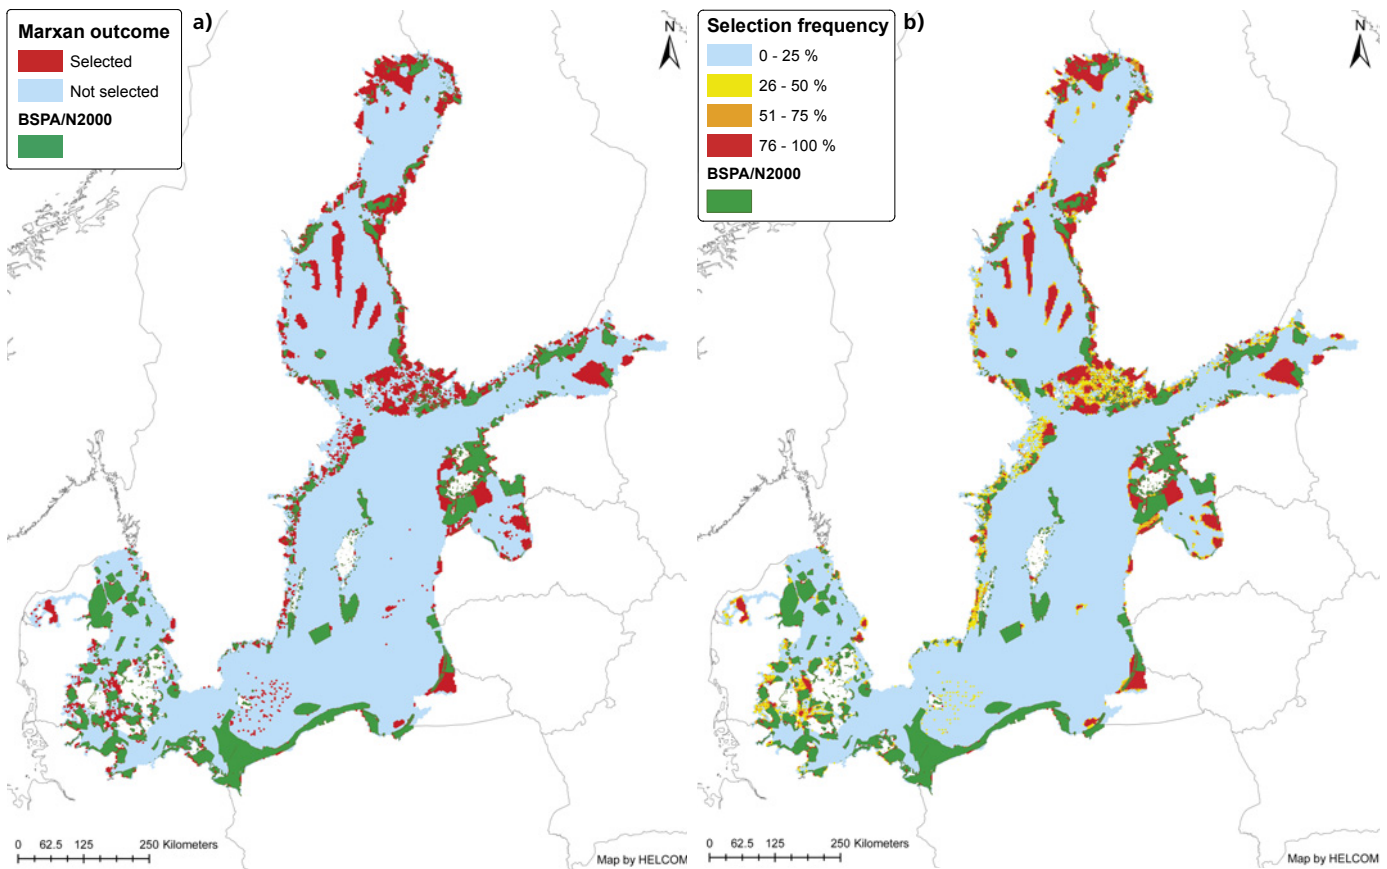 Marxan outcome
Selected
Not selected
BSPA/N2000
a)
N
0 62.5 125 250 Kilometers
Map by HELCOM
Selection frequency
0 - 25 %
26 - 50 %
51 - 75 %
76 - 100 %
BSPA/N2000
b)
N
0 62.5 125 250 Kilometers
Map by HELCOM